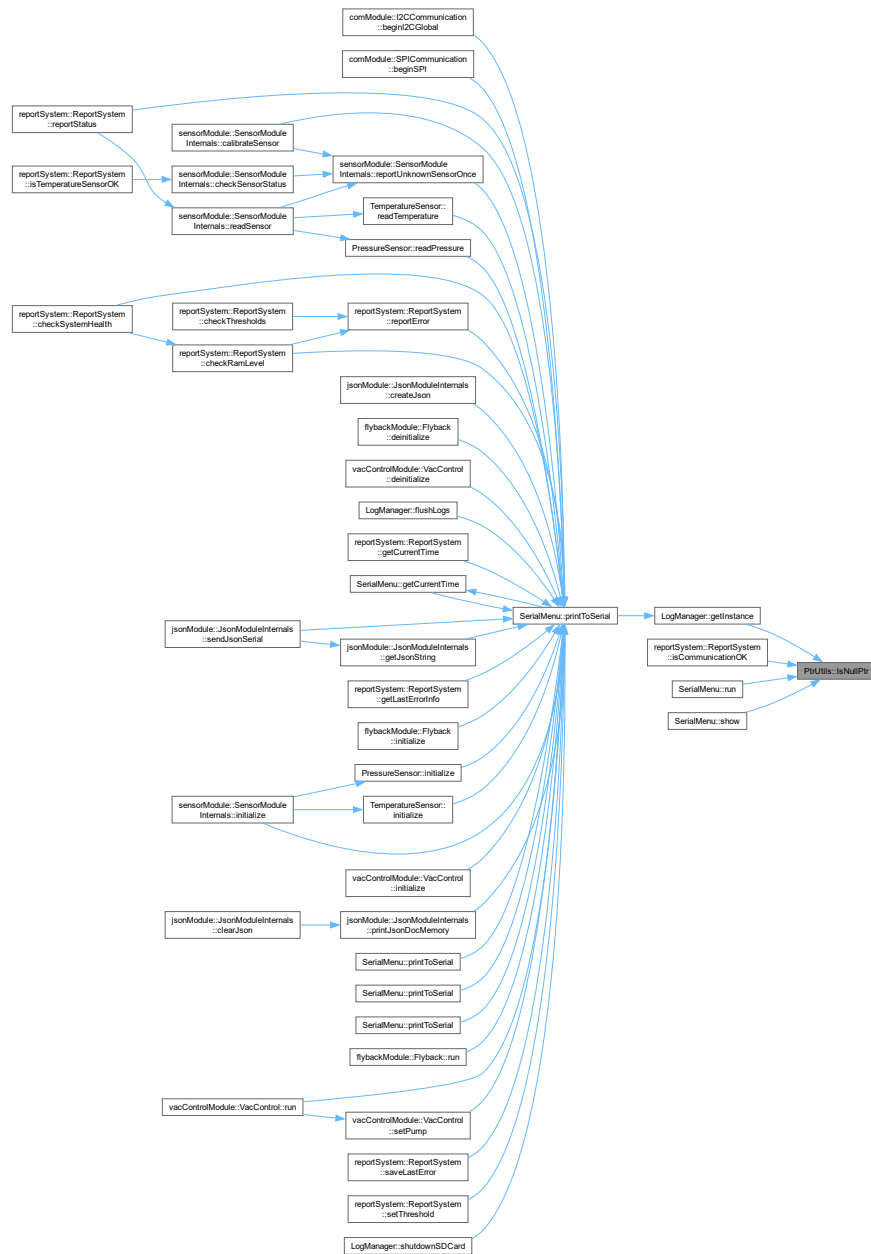 comModule::I2CCommunication
::beginI2CGlobal
comModule::SPICommunication
::beginSPI
reportSystem::ReportSystem
::reportStatus
sensorModule::SensorModule
Internals::calibrateSensor
sensorModule::SensorModule
Internals::reportUnknownSensorOnce
reportSystem::ReportSystem
::isTemperatureSensorOK
sensorModule::SensorModule
Internals::checkSensorStatus
sensorModule::SensorModule
Internals::readSensor
TemperatureSensor::
readTemperature
PressureSensor::readPressure
reportSystem::ReportSystem
::checkSystemHealth
reportSystem::ReportSystem
::checkThresholds
reportSystem::ReportSystem
::reportError
reportSystem::ReportSystem
::checkRamLevel
jsonModule::JsonModuleInternals
::createJson
flybackModule::Flyback
::deinitialize
vacControlModule::VacControl
::deinitialize
LogManager::flushLogs
reportSystem::ReportSystem
::getCurrentTime
SerialMenu::getCurrentTime
SerialMenu::printToSerial
LogManager::getInstance
reportSystem::ReportSystem
::isCommunicationOK
PtrUtils::IsNullPtr
SerialMenu::run
SerialMenu::show
jsonModule::JsonModuleInternals
::sendJsonSerial
jsonModule::JsonModuleInternals
::getJsonString
reportSystem::ReportSystem
::getLastErrorInfo
flybackModule::Flyback
::initialize
PressureSensor::initialize
sensorModule::SensorModule
Internals::initialize
TemperatureSensor::
initialize
vacControlModule::VacControl
::initialize
jsonModule::JsonModuleInternals
::clearJson
jsonModule::JsonModuleInternals
::printJsonDocMemory
SerialMenu::printToSerial
SerialMenu::printToSerial
SerialMenu::printToSerial
flybackModule::Flyback::run
vacControlModule::VacControl::run
vacControlModule::VacControl
::setPump
reportSystem::ReportSystem
::saveLastError
reportSystem::ReportSystem
::setThreshold
LogManager::shutdownSDCard